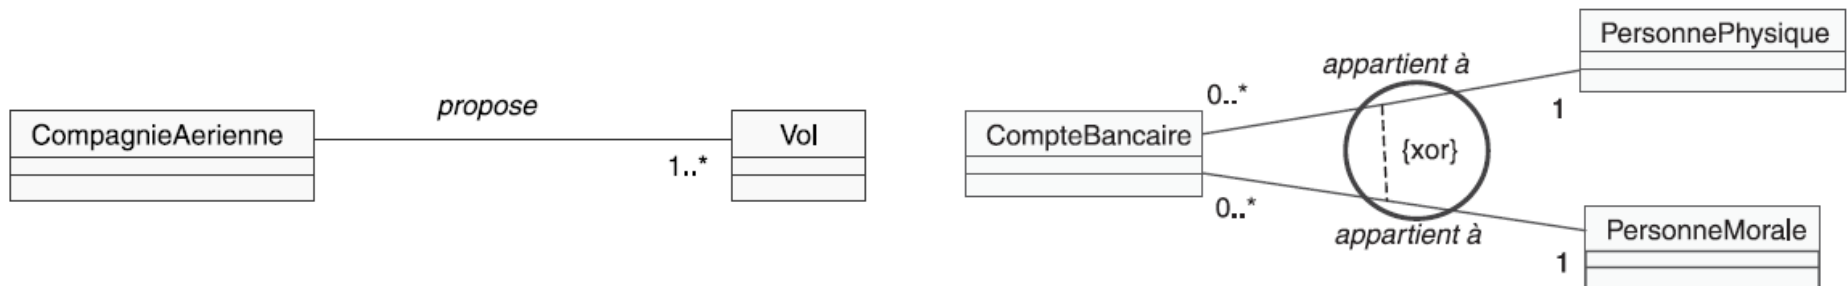 CompagnieAerienne
propose
1..*
Vol
CompteBancaire
0..*
0..*
appartient à
{xor}
appartient à
PersonnePhysique
1
PersonneMorale
1